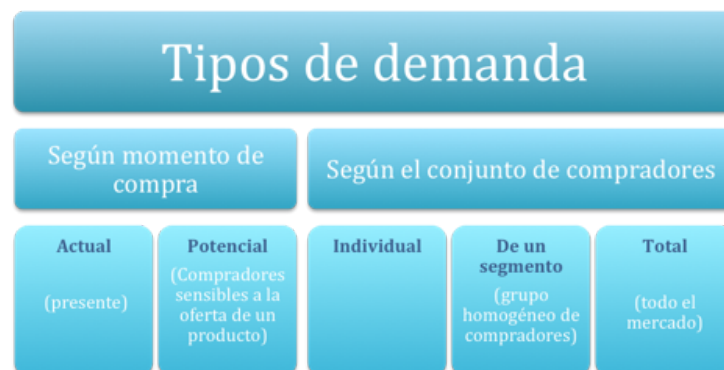 Tipos de demanda
Según momento de
compra
Según el conjunto de compradores
Actual
(presente)
Potencial
(Compradores
sensibles a la
oferta de un
producto)
Individual
De un
segmento
(grupo
homogéneo de
compradores)
Total
(todo el
mercado)